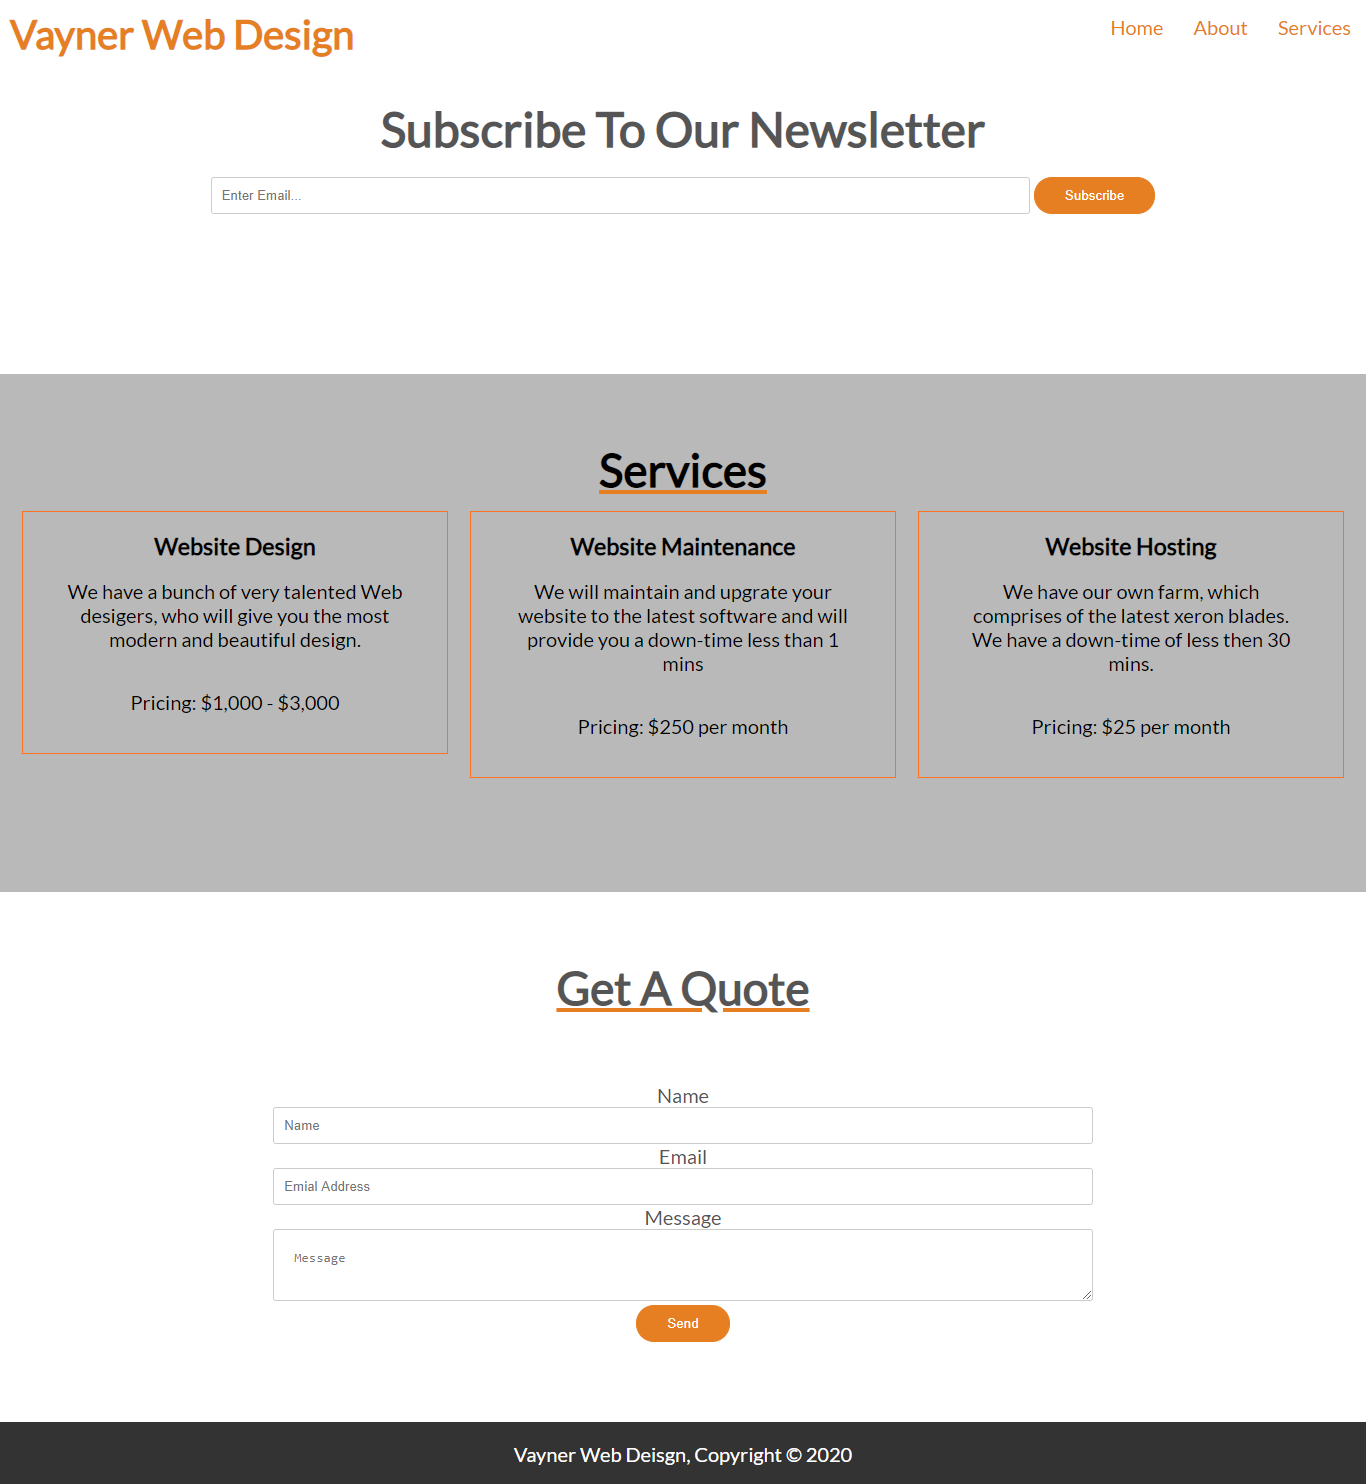 Vayner Web Design
Home About Services
Subscribe To Our Newsletter
Enter Email...
Subscribe
Services
Website Design
We have a bunch of very talented Web
desigers, who will give you the most
modern and beautiful design.
Pricing: $1,000 - $3,000
Website Maintenance
We will maintain and upgrate your
website to the latest software and will
provide you a down-time less than 1
mins
Pricing: $250 per month
Website Hosting
We have our own farm, which
comprises of the latest xeron blades.
We have a down-time of less then 30
mins.
Pricing: $25 per month
Get A Quote
Name
Name
Email
Emial Address
Message
Message
Send
Vayner Web Deisgn, Copyright © 2020